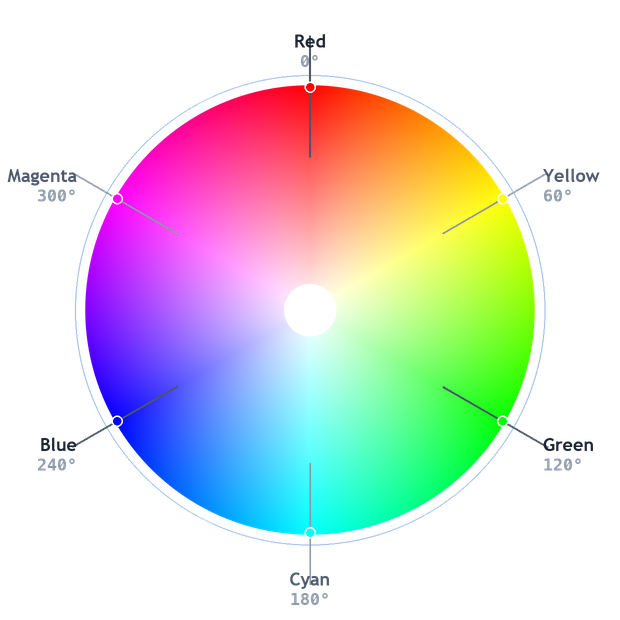 Red
0°
Magenta
300°
Yellow
60°
Blue
240°
Green
120°
Cyan
180°